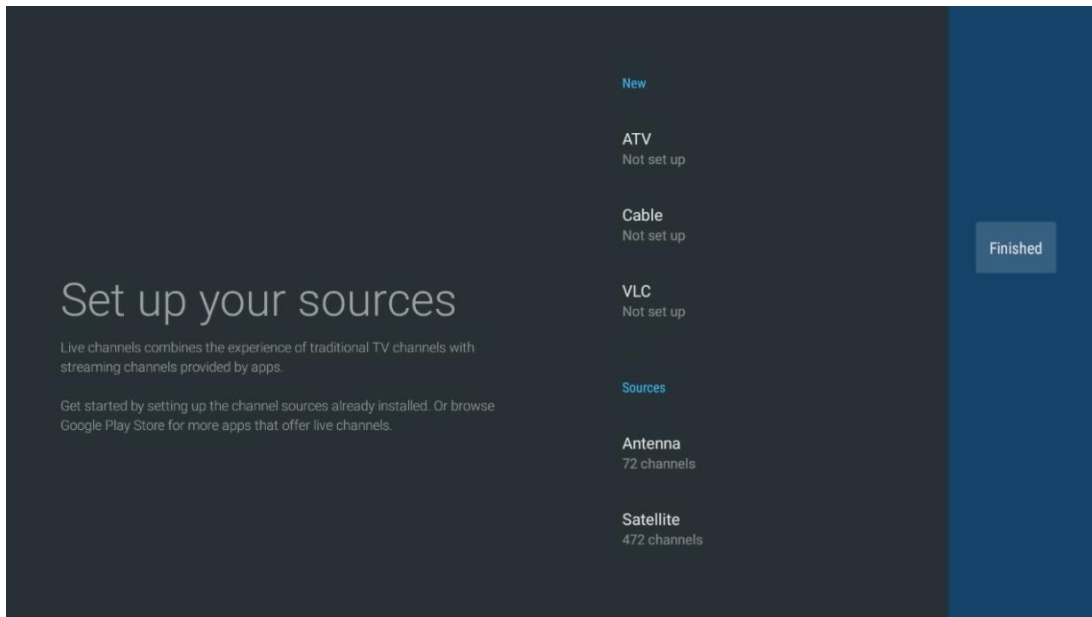 Set up your sources
Live channels combines the experience of traditional TV channels with
streaming channels provided by apps.
Get started by setting up the channel sources already installed. Or browse
Google Play Store for more apps that offer live channels.
New
ATV
Not set up
Cable
Not set up
VLC
Not set up
Sources
Antenna
72 channels
Satellite
472 channels
Finished